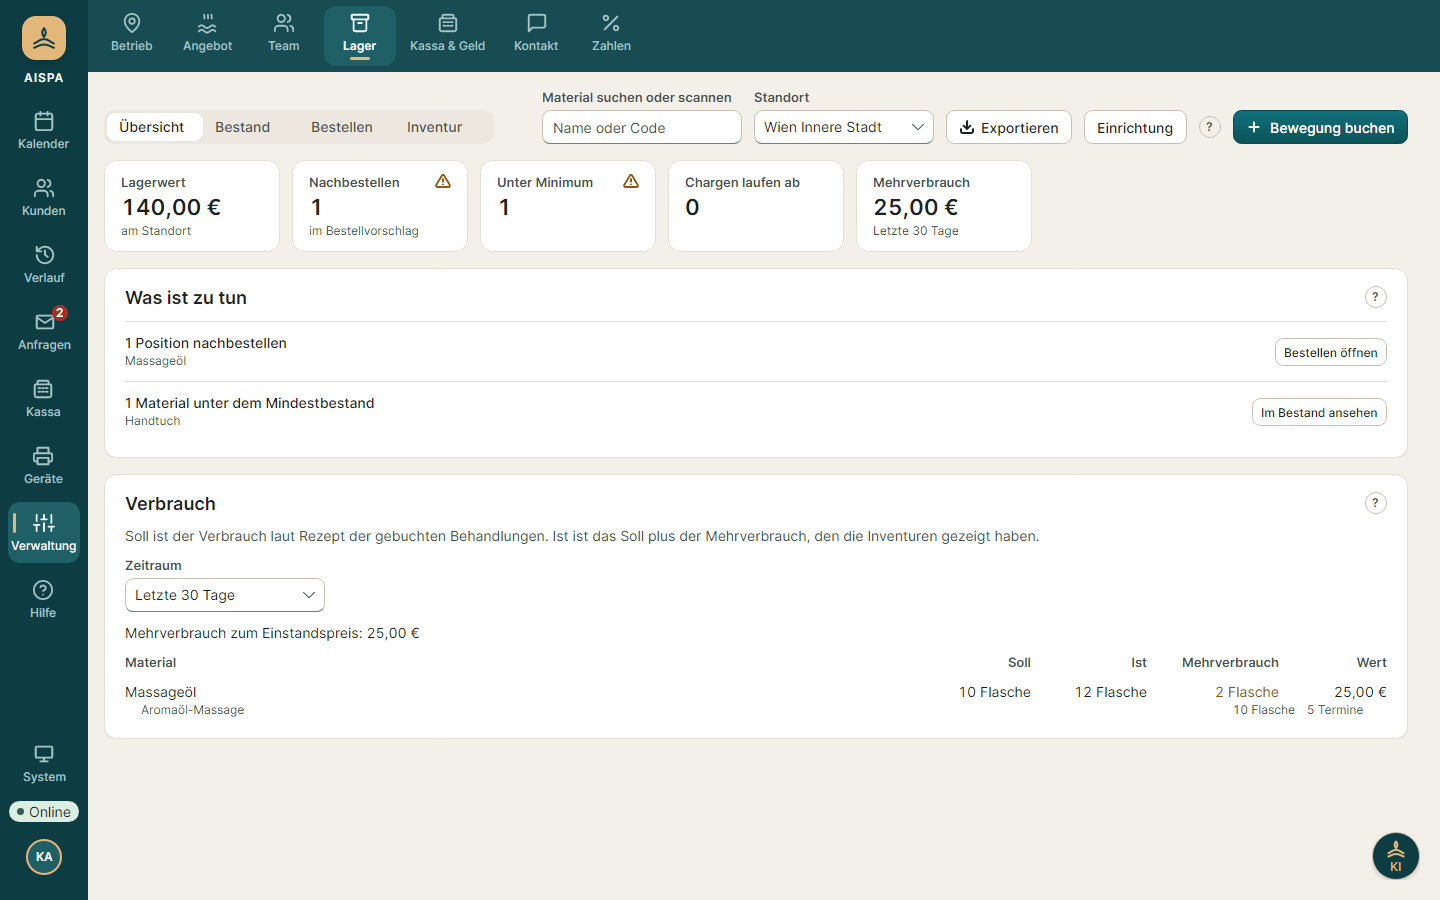 AISPA
Kalender
Kunden
Verlauf
2
Anfragen
Kassa
Geräte
Verwaltung
Hilfe
System
Online
KA
Betrieb
Angebot
Team
Lager
Kassa & Geld
Kontakt
Zahlen
Übersicht
Bestand
Bestellen
Inventur
Material suchen oder scannen
Name oder Code
Standort
Wien Innere Stadt
Exportieren
Einrichtung
?
+ Bewegung buchen
Lagerwert
140,00 €
am Standort
Nachbestellen
1
im Bestellvorschlag
Unter Minimum
1
Chargen laufen ab
0
Mehrverbrauch
25,00 €
Letzte 30 Tage
Was ist zu tun
?
1 Position nachbestellen
Massageöl
Bestellen öffnen
1 Material unter dem Mindestbestand
Handtuch
Im Bestand ansehen
Verbrauch
?
Soll ist der Verbrauch laut Rezept der gebuchten Behandlungen. Ist ist das Soll plus der Mehrverbrauch, den die Inventuren gezeigt haben.
Zeitraum
Letzte 30 Tage
Mehrverbrauch zum Einstandspreis: 25,00 €
Material Soll Ist Mehrverbrauch Wert
Massageöl 10 Flasche 12 Flasche 2 Flasche 25,00 €
Aromaöl-Massage 10 Flasche 5 Termine
KI